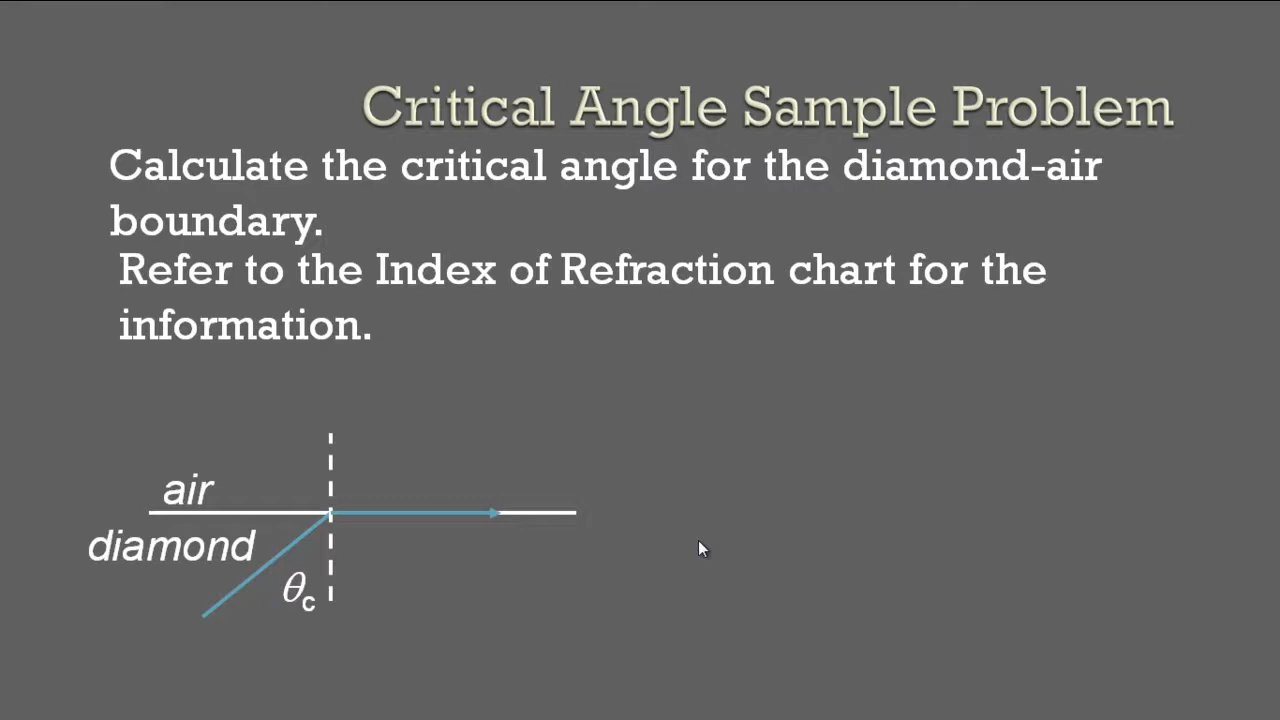 Critical Angle Sample Problem
Calculate the critical angle for the diamond-air
boundary.
Refer to the Index of Refraction chart for the
information.
air
diamond
θc